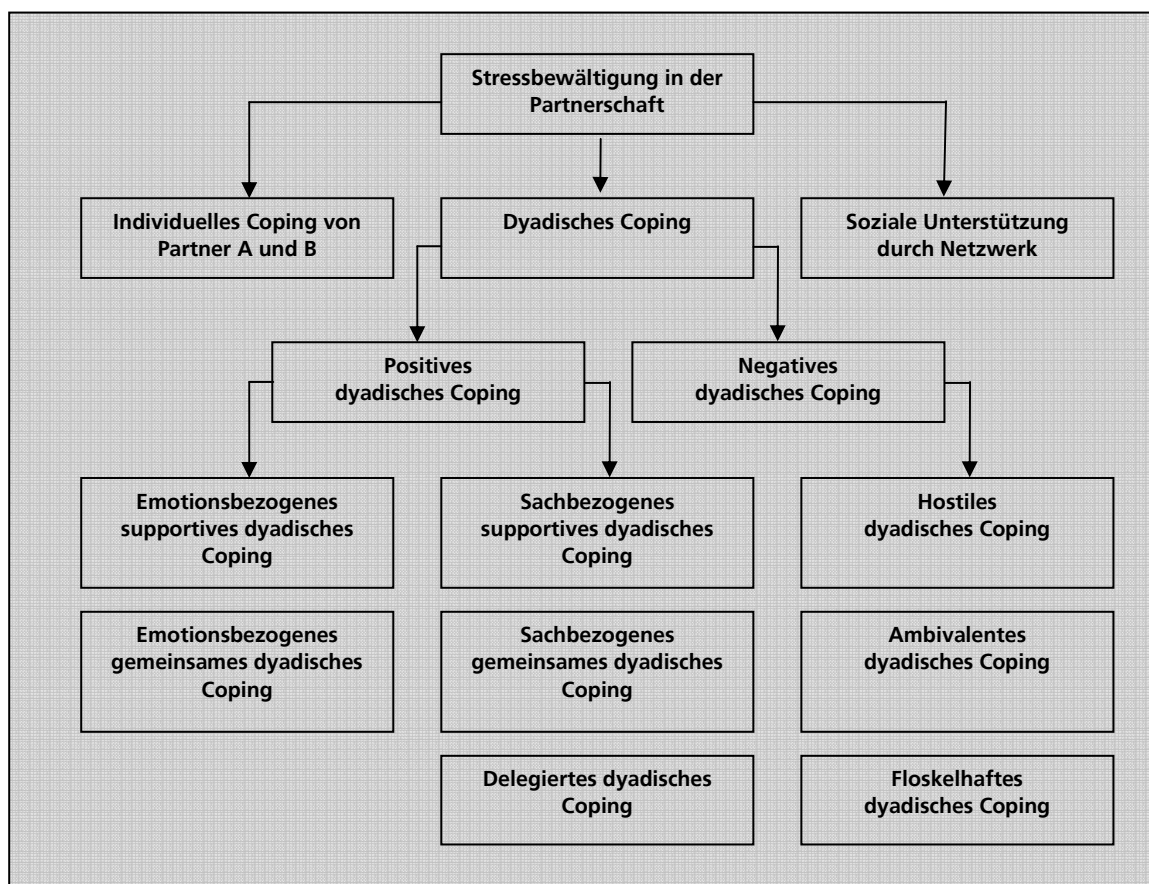 Stressbewältigung in der
Partnerschaft
Individuelles Coping von
Partner A und B
Dyadisches Coping
Soziale Unterstützung
durch Netzwerk
Positives
dyadisches Coping
Negatives
dyadisches Coping
Emotionsbezogenes
supportives dyadisches
Coping
Sachbezogenes
supportives dyadisches
Coping
Hostiles
dyadisches Coping
Emotionsbezogenes
gemeinsames dyadisches
Coping
Sachbezogenes
gemeinsames dyadisches
Coping
Ambivalentes
dyadisches Coping
Delegiertes dyadisches
Coping
Floskelhaftes
dyadisches Coping